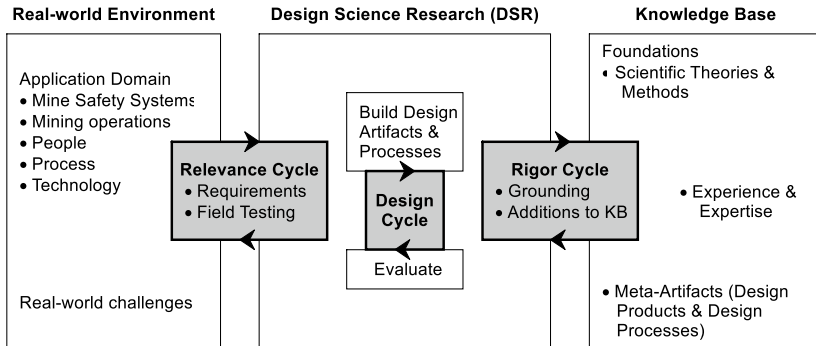 Real-world Environment
Design Science Research (DSR)
Knowledge Base
Application Domain
• Mine Safety Systems
• Mining operations
• People
• Process
• Technology
Real-world challenges
Relevance Cycle
• Requirements
• Field Testing
Build Design
Artifacts &
Processes
Design
Cycle
Evaluate
Rigor Cycle
• Grounding
• Additions to KB
Foundations
• Scientific Theories &
Methods
• Experience &
Expertise
• Meta-Artifacts (Design
Products & Design
Processes)